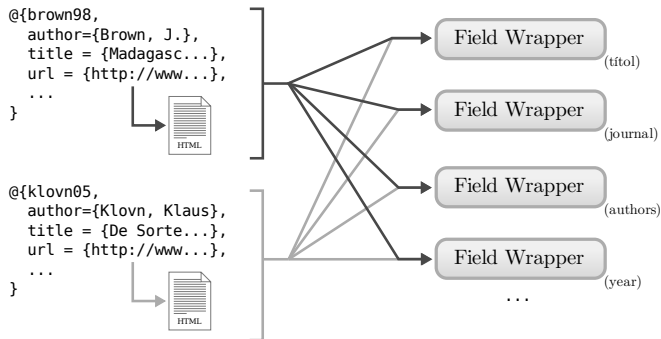 @{brown98,
author={Brown, J.},
title = {Madagasc...},
url = {http://www...},
...
}
HTML
@{klovn05,
author={Klovn, Klaus},
title = {De Sorte...},
url = {http://www...},
...
}
HTML
Field Wrapper
(títol)
Field Wrapper
(journal)
Field Wrapper
(authors)
Field Wrapper
(year)
...